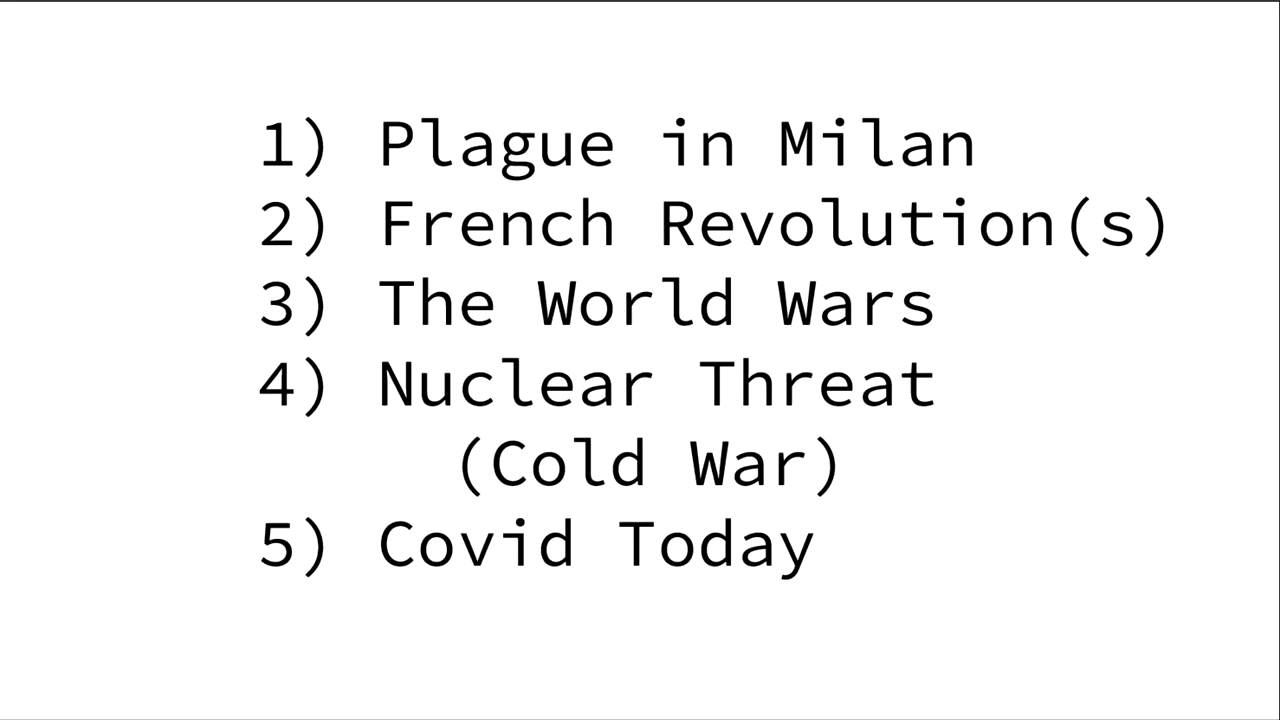 1) Plague in Milan
2) French Revolution(s)
3) The World Wars
4) Nuclear Threat
(Cold War)
5) Covid Today